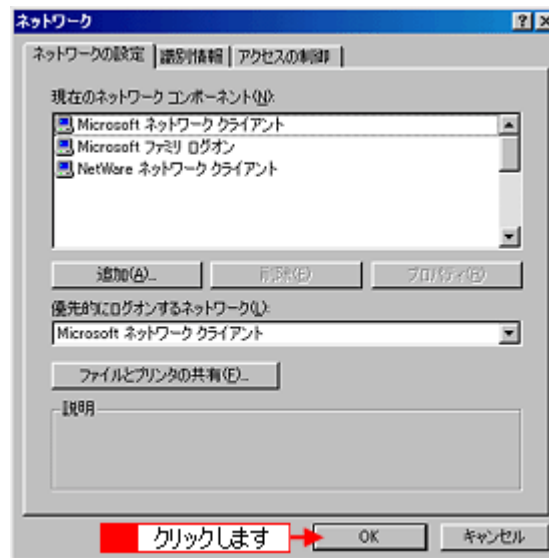 ネットワーク
ネットワークの設定 識別情報 アクセスの制御
現在のネットワーク コンポーネント(N):
Microsoft ネットワーク クライアント
Microsoft ファミリ ログオン
NetWare ネットワーク クライアント
追加(A)... 削除(E) プロパティ(R)
優先的にログオンするネットワーク(L):
Microsoft ネットワーク クライアント
ファイルとプリンタの共有(F)...
説明
クリックします OK キャンセル